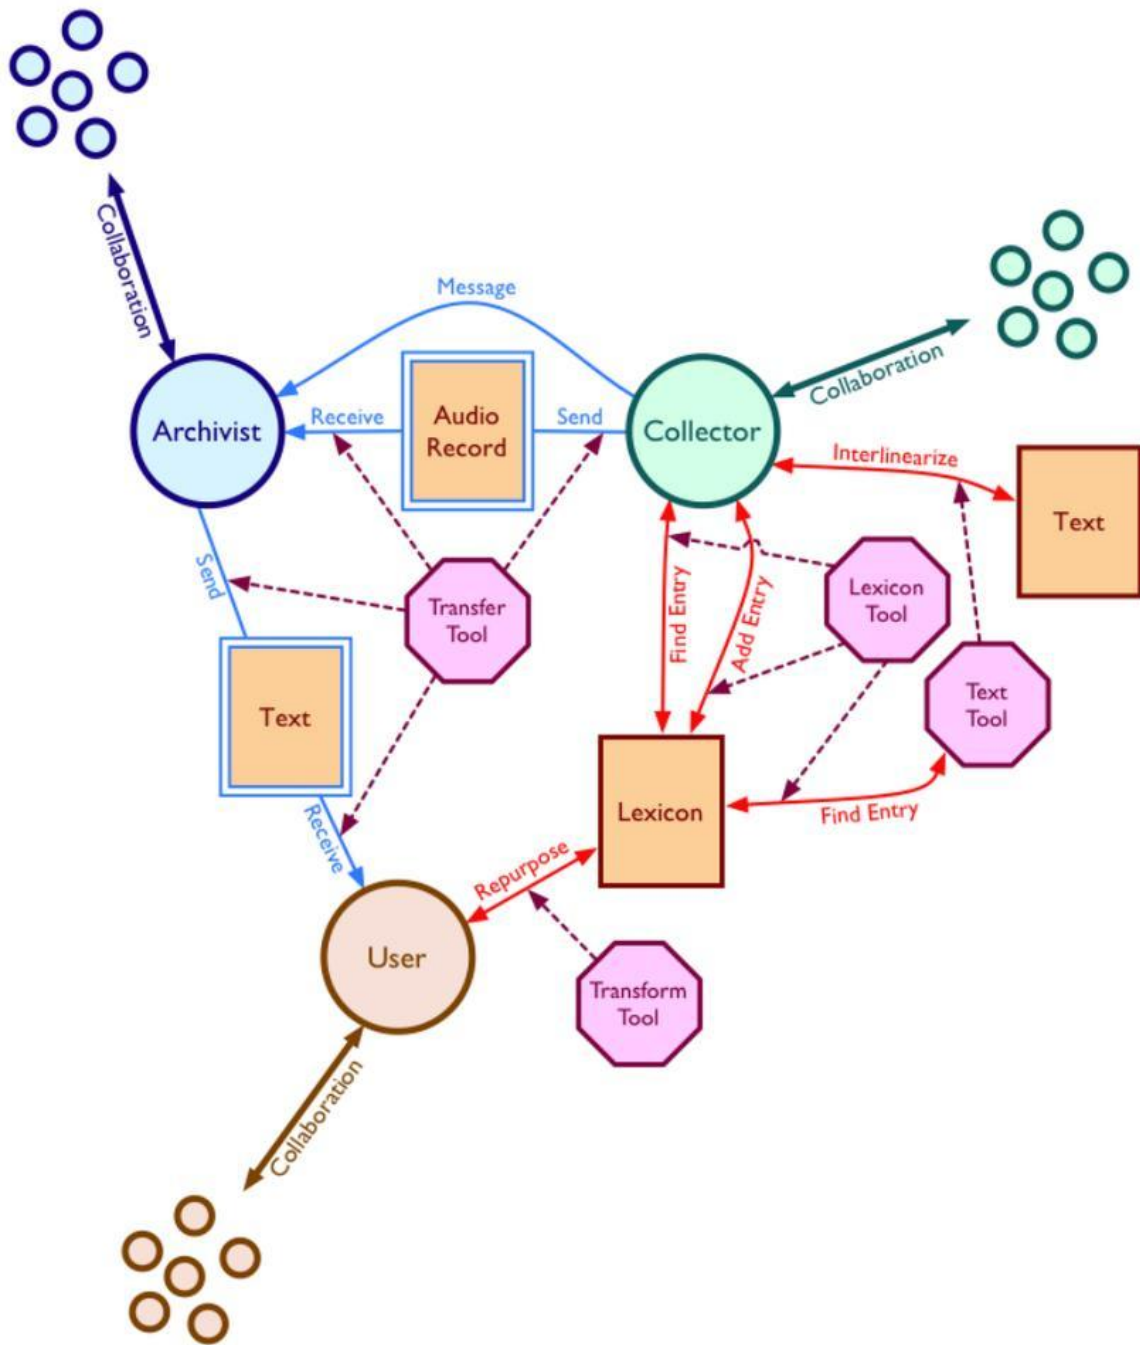 Collaboration
Message
Archivist
Receive
Audio
Record
Send
Collector
Collaboration
Interlinearize
Text
Send
Transfer
Tool
Find Entry
Add Entry
Lexicon
Tool
Text
Tool
Text
Receive
Lexicon
Find Entry
Repurpose
User
Transform
Tool
Collaboration